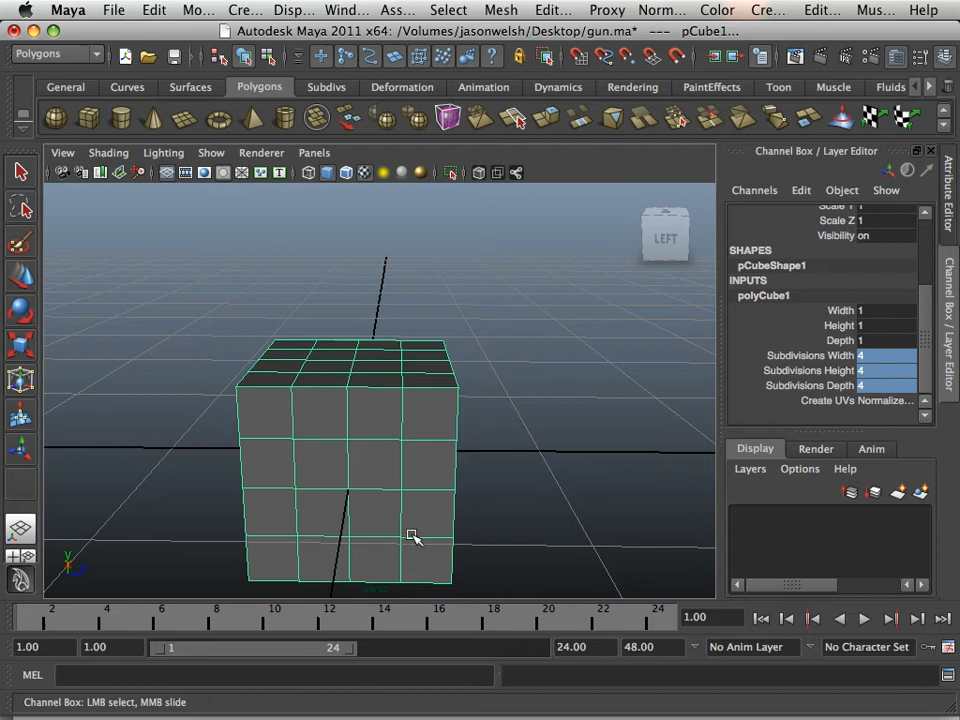 Maya File Edit Mo... Cre... Disp... Wind... Anim... Assets Select Mesh Edit... Proxy Norm... Color Cre... Edit... Mus... Help
Autodesk Maya 2011 x64: /Volumes/jasonwelsh/Desktop/gun.ma* --- pCube1...
Polygons
General Curves Surfaces Polygons Subdivs Deformation Animation Dynamics Rendering PaintEffects Toon Muscle Fluids
View Shading Lighting Show Renderer Panels
LEFT
Channel Box / Layer Editor
Channels Edit Object Show
Scale Z 1
Visibility on
SHAPES
pCubeShape1
INPUTS
polyCube1
Width 1
Height 1
Depth 1
Subdivisions Width 4
Subdivisions Height 4
Subdivisions Depth 4
Create UVs Normalize...
Display Render Anim
Layers Options Help
Attribute Editor
Channel Box / Layer Editor
y
z
persp
2 4 6 8 10 12 14 16 18 20 22 24
1.00
1.00 1.00 1 24 24.00 48.00 No Anim Layer No Character Set
MEL
Channel Box: LMB select, MMB slide